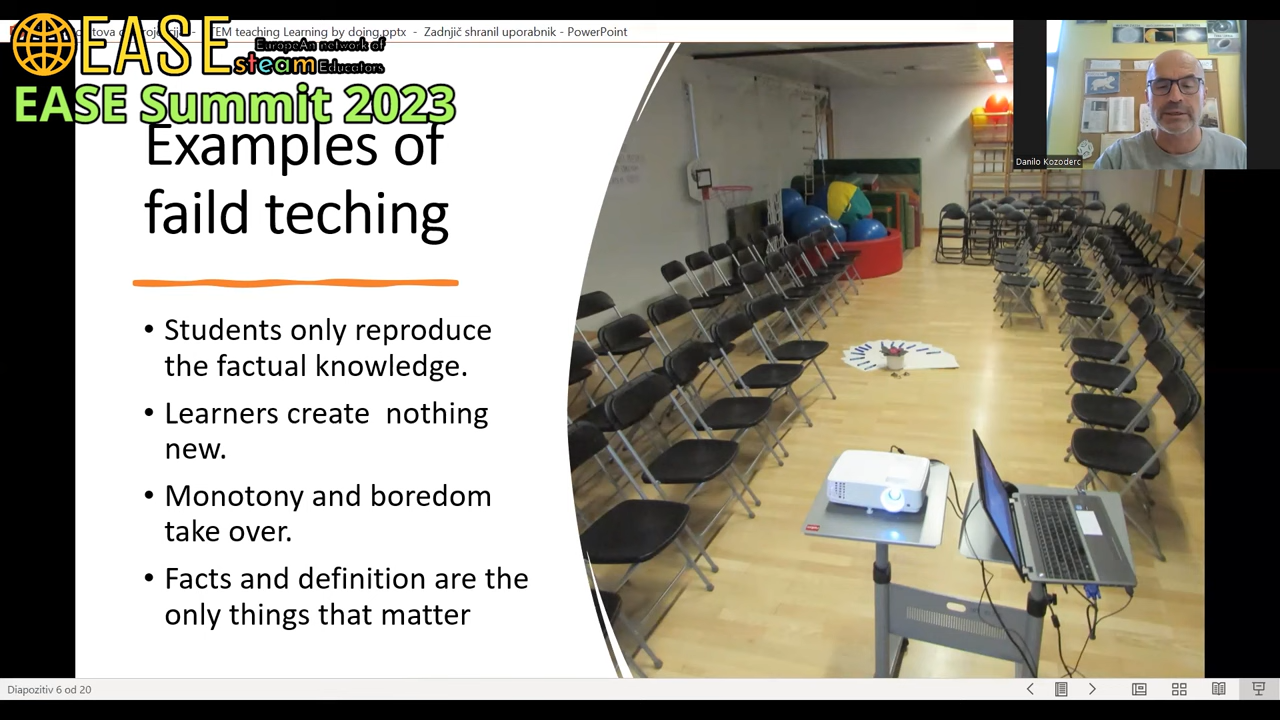 EASE
EuropeAn network of
steam Educators
EASE Summit 2023
TEM teaching Learning by doing.pptx - Zadnjič shranil uporabnik - PowerPoint
Examples of
faild teching
• Students only reproduce
the factual knowledge.
• Learners create nothing
new.
• Monotony and boredom
take over.
• Facts and definition are the
only things that matter
Danilo Kozoderc
Diapozitiv 6 od 20